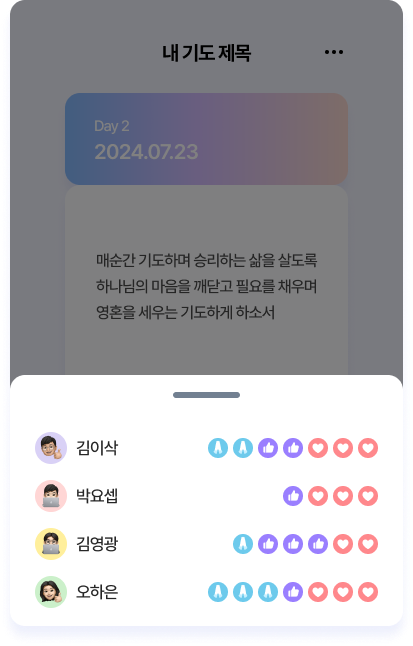 내 기도 제목
Day 2
2024.07.23
매순간 기도하며 승리하는 삶을 살도록
하나님의 마음을 깨닫고 필요를 채우며
영혼을 세우는 기도하게 하소서
김이삭
박요셉
김영광
오하은